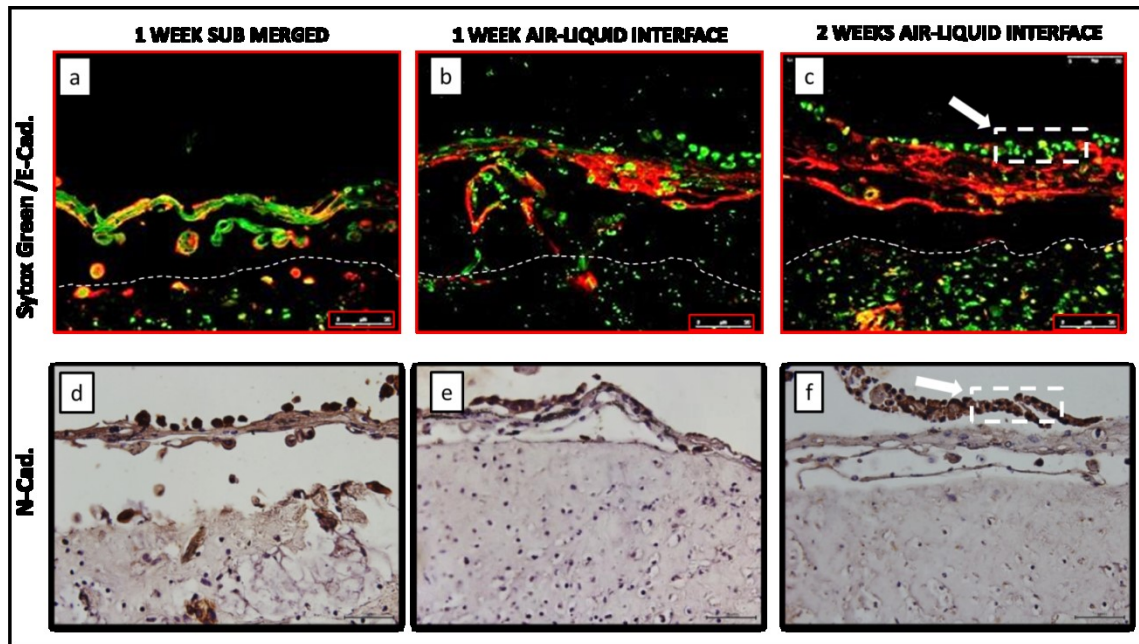 1 WEEK SUB MERGED
1 WEEK AIR-LIQUID INTERFACE
2 WEEKS AIR-LIQUID INTERFACE
Sytox Green /E-Cad.
a
b
c
N-Cad.
d
e
f